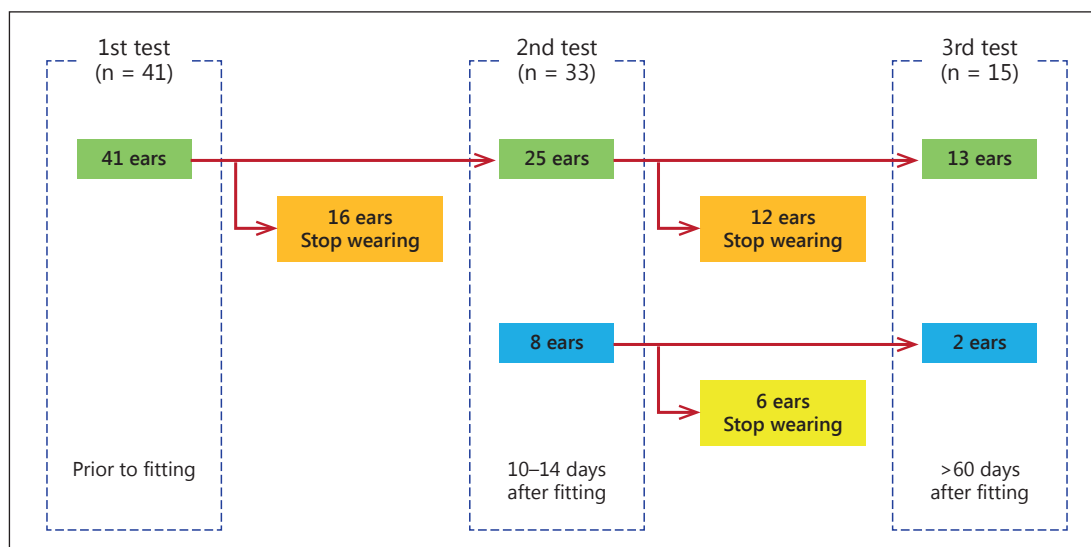 1st test
(n = 41)
2nd test
(n = 33)
3rd test
(n = 15)
41 ears
25 ears
13 ears
16 ears
Stop wearing
12 ears
Stop wearing
8 ears
2 ears
6 ears
Stop wearing
Prior to fitting
10–14 days
after fitting
>60 days
after fitting